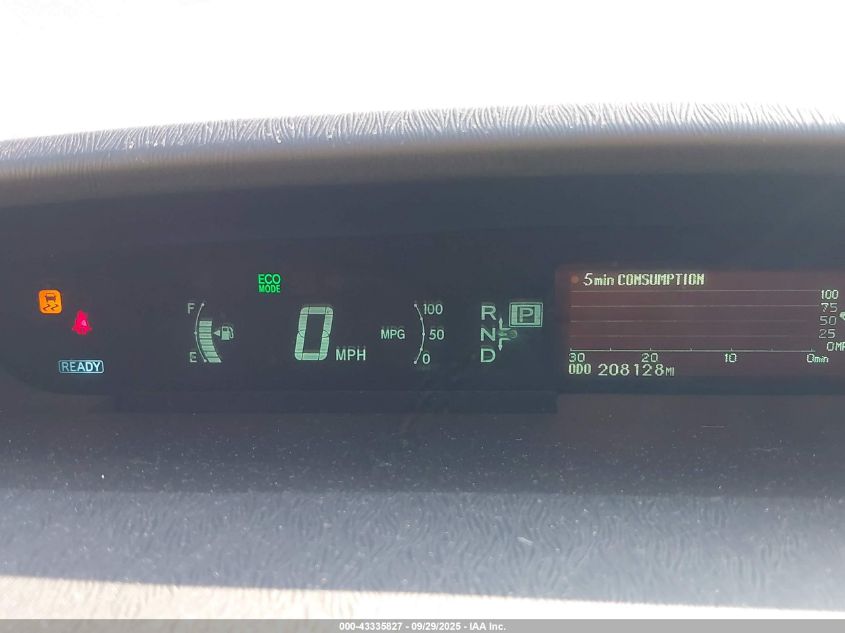 ECO
MODE
READY
F
E
0 MPH
MPG
100
50
0
R
N
D
P
5min CONSUMPTION
100
75
50
25
0MP
30 20 10 0min
ODO 208128MI
000-43335827 - 09/29/2025 - IAA Inc.